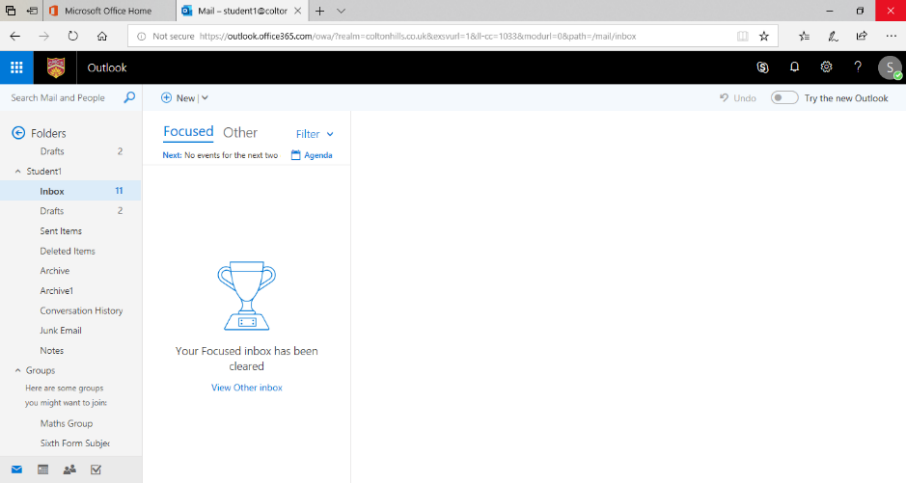 Microsoft Office Home
Mail – student1@coltor
Not secure https://outlook.office365.com/owa/?realm=coltonhills.co.uk&exsvurl=1&ll-cc=1033&modurl=0&path=/mail/inbox
Outlook
S
Search Mail and People
New
Undo
Try the new Outlook
Folders
Drafts 2
Student1
Inbox 11
Drafts 2
Sent Items
Deleted Items
Archive
Archive1
Conversation History
Junk Email
Notes
Groups
Here are some groups
you might want to join:
Maths Group
Sixth Form Subjec
Focused Other Filter
Next: No events for the next two Agenda
Your Focused inbox has been
cleared
View Other inbox